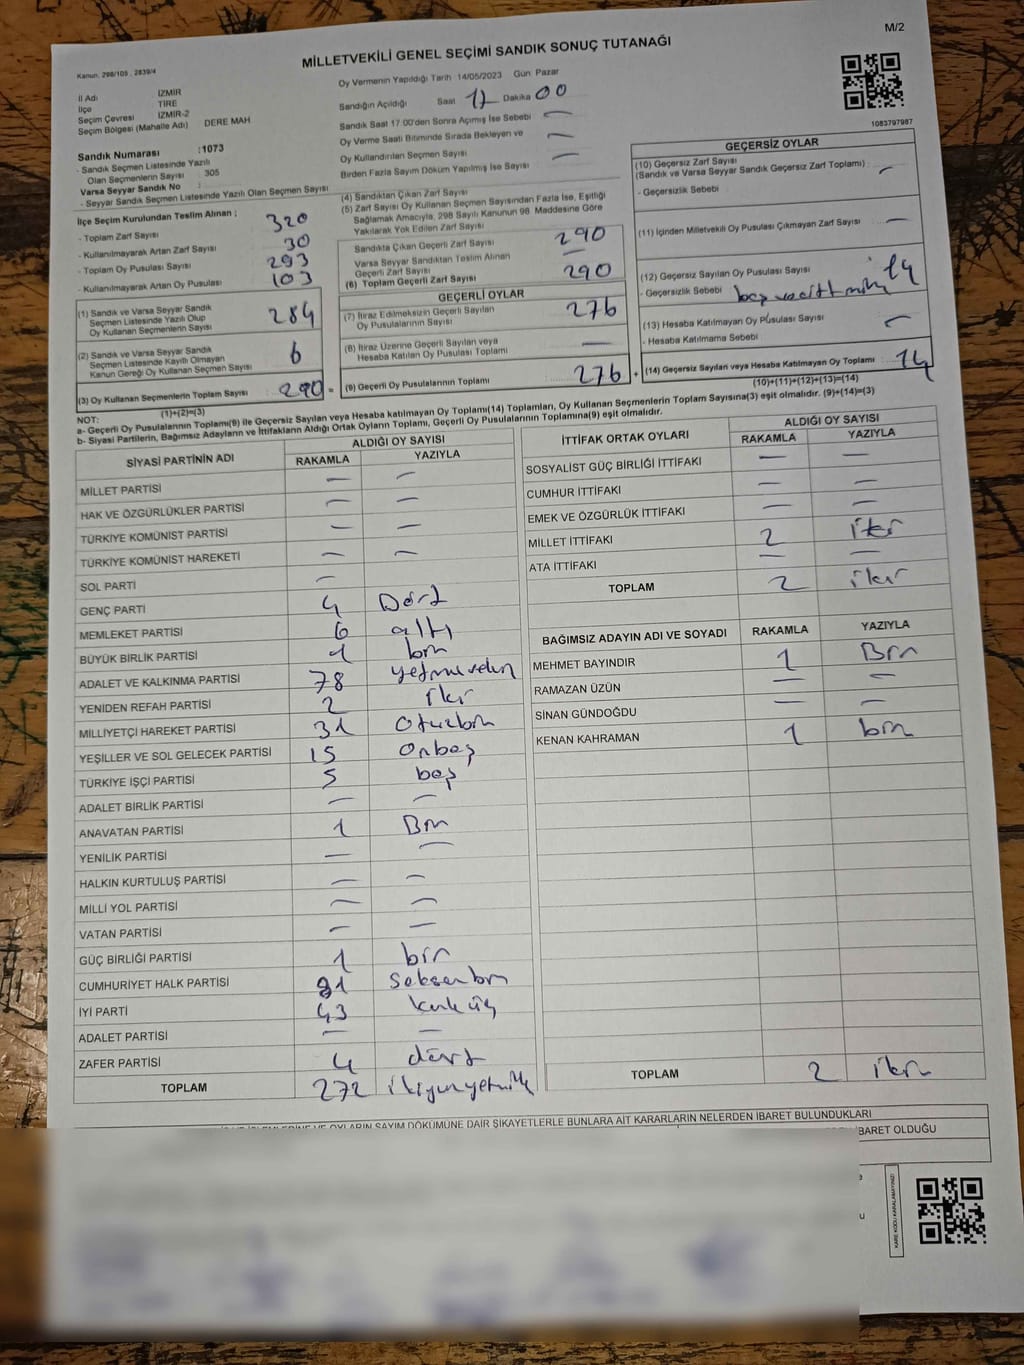 M/2
MİLLETVEKİLİ GENEL SEÇİMİ SANDIK SONUÇ TUTANAĞI
Kanun: 298/105 , 2839/4
İl Adı İZMİR
İlçe TİRE
Seçim Çevresi İZMİR-2
Seçim Bölgesi (Mahalle Adı) DERE MAH
Sandık Numarası :1073
- Sandık Seçmen Listesinde Yazılı
Olan Seçmenlerin Sayısı : 305
Varsa Seyyar Sandık No :
- Seyyar Sandık Seçmen Listesinde Yazılı Olan Seçmen Sayısı
Oy Vermenin Yapıldığı Tarih 14/05/2023 Gün Pazar
Sandığın Açıldığı Saat 17 Dakika 00
Sandık Saat 17:00'den Sonra Açılmış İse Sebebi —
Oy Verme Saati Bitiminde Sırada Bekleyen ve
Oy Kullandırılan Seçmen Sayısı —
Birden Fazla Sayım Döküm Yapılmış İse Sayısı —
1083797987
İlçe Seçim Kurulundan Teslim Alınan ;
- Toplam Zarf Sayısı 320
- Kullanılmayarak Artan Zarf Sayısı 30
- Toplam Oy Pusulası Sayısı 293
- Kullanılmayarak Artan Oy Pusulası 103
(1) Sandık ve Varsa Seyyar Sandık
Seçmen Listesinde Yazılı Olup
Oy Kullanan Seçmenlerin Sayısı 284
(2) Sandık ve Varsa Seyyar Sandık
Seçmen Listesinde Kayıtlı Olmayan
Kanun Gereği Oy Kullanan Seçmen Sayısı 6
(3) Oy Kullanan Seçmenlerin Toplam Sayısı 290 =
(1)+(2)=(3)
(4) Sandıktan Çıkan Zarf Sayısı
(5) Zarf Sayısı Oy Kullanan Seçmen Sayısından Fazla İse, Eşitliği
Sağlamak Amacıyla, 298 Sayılı Kanunun 98. Maddesine Göre
Yakılarak Yok Edilen Zarf Sayısı
Sandıkta Çıkan Geçerli Zarf Sayısı 290
Varsa Seyyar Sandıktan Teslim Alınan
Geçerli Zarf Sayısı —
(6) Toplam Geçerli Zarf Sayısı 290
GEÇERLİ OYLAR
(7) İtiraz Edilmeksizin Geçerli Sayılan
Oy Pusulalarının Sayısı 276
(8) İtiraz Üzerine Geçerli Sayılan veya
Hesaba Katılan Oy Pusulası Toplamı —
(9) Geçerli Oy Pusulalarının Toplamı 276 +
GEÇERSİZ OYLAR
(10) Geçersiz Zarf Sayısı
(Sandık ve Varsa Seyyar Sandık Geçersiz Zarf Toplamı) —
- Geçersizlik Sebebi
(11) İçinden Milletvekili Oy Pusulası Çıkmayan Zarf Sayısı —
(12) Geçersiz Sayılan Oy Pusulası Sayısı 14
- Geçersizlik Sebebi
(13) Hesaba Katılmayan Oy Pusula Sayısı —
- Hesaba Katılmama Sebebi
(14) Geçersiz Sayılan veya Hesaba Katılmayan Oy Toplamı 14
(10)+(11)+(12)+(13)=(14)
NOT:
a- Geçerli Oy Pusulalarının Toplamı(9) ile Geçersiz Sayılan veya Hesaba katılmayan Oy Toplamı(14) Toplamları, Oy Kullanan Seçmenlerin Toplam Sayısına(3) eşit olmalıdır. (9)+(14)=(3)
b- Siyasi Partilerin, Bağımsız Adayların ve İttifakların Aldığı Ortak Oyların Toplamı, Geçerli Oy Pusulalarının Toplamına(9) eşit olmalıdır.
SİYASİ PARTİNİN ADI ALDIĞI OY SAYISI
RAKAMLA YAZIYLA
MİLLET PARTİSİ — —
HAK VE ÖZGÜRLÜKLER PARTİSİ — —
TÜRKİYE KOMÜNİST PARTİSİ — —
TÜRKİYE KOMÜNİST HAREKETİ — —
SOL PARTİ —
GENÇ PARTİ 4 Dört
MEMLEKET PARTİSİ 6 altı
BÜYÜK BİRLİK PARTİSİ 1 bir
ADALET VE KALKINMA PARTİSİ 78 yetmişsekiz
YENİDEN REFAH PARTİSİ 2 iki
MİLLİYETÇİ HAREKET PARTİSİ 31 Otuzbir
YEŞİLLER VE SOL GELECEK PARTİSİ 15 Onbeş
TÜRKİYE İŞÇİ PARTİSİ 5 beş
ADALET BİRLİK PARTİSİ — —
ANAVATAN PARTİSİ 1 Bir
YENİLİK PARTİSİ — —
HALKIN KURTULUŞ PARTİSİ — —
MİLLİ YOL PARTİSİ — —
VATAN PARTİSİ — —
GÜÇ BİRLİĞİ PARTİSİ 1 bir
CUMHURİYET HALK PARTİSİ 81 Seksenbir
İYİ PARTİ 43 kırküç
ADALET PARTİSİ — —
ZAFER PARTİSİ 4 dört
TOPLAM 272 ikiyüzyetmiş
İTTİFAK ORTAK OYLARI ALDIĞI OY SAYISI
RAKAMLA YAZIYLA
SOSYALİST GÜÇ BİRLİĞİ İTTİFAKI — —
CUMHUR İTTİFAKI — —
EMEK VE ÖZGÜRLÜK İTTİFAKI — —
MİLLET İTTİFAKI 2 iki
ATA İTTİFAKI — —
TOPLAM 2 iki
BAĞIMSIZ ADAYIN ADI VE SOYADI RAKAMLA YAZIYLA
MEHMET BAYINDIR 1 Bir
RAMAZAN ÜZÜN — —
SİNAN GÜNDOĞDU — —
KENAN KAHRAMAN 1 bir
TOPLAM 2 iki
OYLARIN SAYIM DÖKÜMÜNE DAİR ŞİKAYETLERLE BUNLARA AİT KARARLARIN NELERDEN İBARET BULUNDUKLARI
İBARET OLDUĞU
KARE KODU KARALAMAYINIZ!